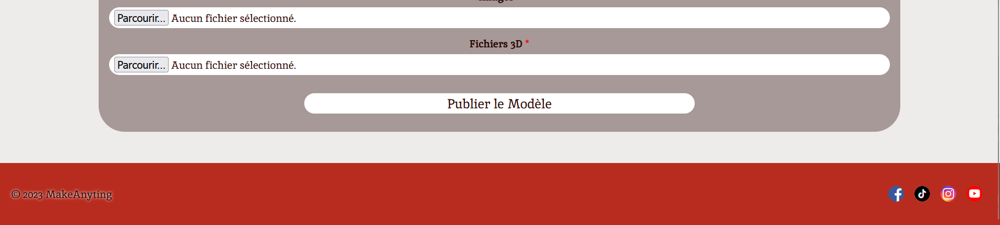 Parcourir... Aucun fichier sélectionné.
Fichiers 3D *
Parcourir... Aucun fichier sélectionné.
Publier le Modèle
© 2023 MakeAnyting